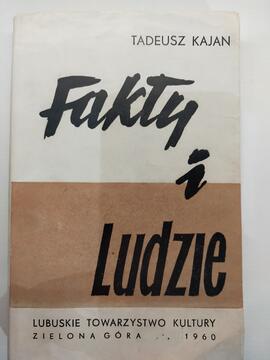 TADEUSZ KAJAN
Fakty
i
Ludzie
LUBUSKIE TOWARZYSTWO KULTURY
ZIELONA GÓRA 1960